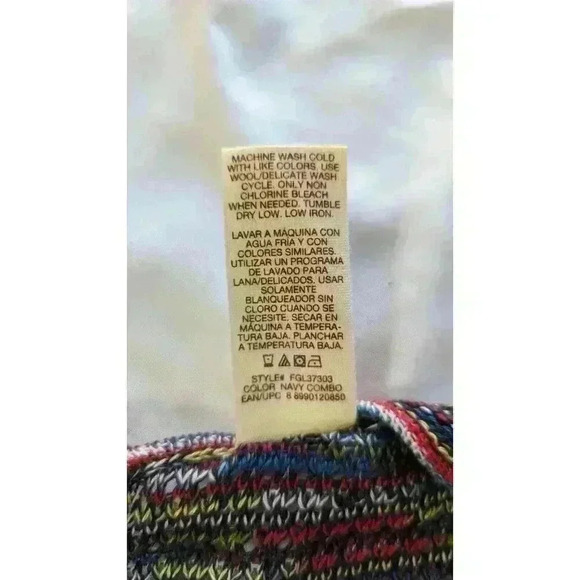 MACHINE WASH COLD
WITH LIKE COLORS. USE
WOOL/DELICATE WASH
CYCLE. ONLY NON
CHLORINE BLEACH
WHEN NEEDED. TUMBLE
DRY LOW. LOW IRON.
LAVAR A MÁQUINA CON
AGUA FRÍA Y CON
COLORES SIMILARES.
UTILIZAR UN PROGRAMA
DE LAVADO PARA
LANA/DELICADOS. USAR
SOLAMENTE
BLANQUEADOR SIN
CLORO CUANDO SE
NECESITE. SECAR EN
MÁQUINA A TEMPERA-
TURA BAJA. PLANCHAR
A TEMPERATURA BAJA.
STYLE# FGL37303
COLOR NAVY COMBO
EAN/UPC 8 8990120850